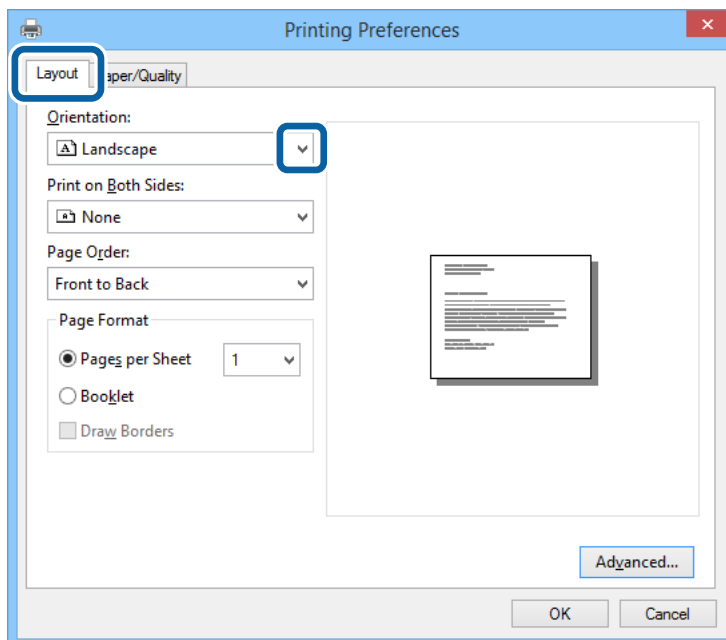 Printing Preferences
Layout
aper/Quality
Orientation:
A Landscape
Print on Both Sides:
None
Page Order:
Front to Back
Page Format
Pages per Sheet 1
Booklet
Draw Borders
Advanced...
OK Cancel